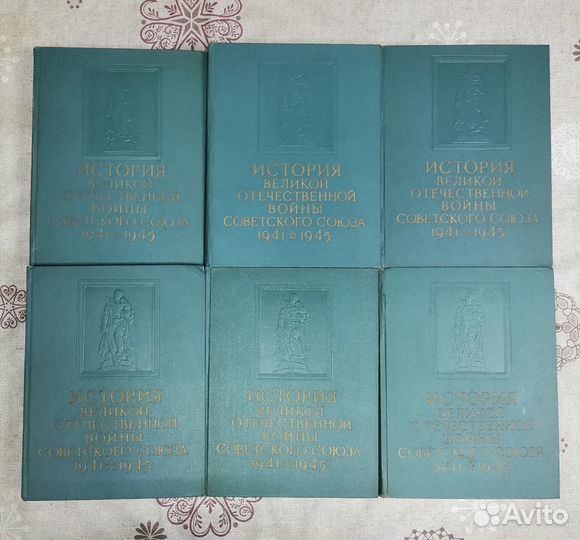 ИСТОРИЯ
ВЕЛИКОЙ
ОТЕЧЕСТВЕННОЙ
ВОЙНЫ
СОВЕТСКОГО СОЮЗА
1941 ★ 1945
ИСТОРИЯ
ВЕЛИКОЙ
ОТЕЧЕСТВЕННОЙ
ВОЙНЫ
СОВЕТСКОГО СОЮЗА
1941 ★ 1945
ИСТОРИЯ
ВЕЛИКОЙ
ОТЕЧЕСТВЕННОЙ
ВОЙНЫ
СОВЕТСКОГО СОЮЗА
1941 ★ 1945
ИСТОРИЯ
ВЕЛИКОЙ
ОТЕЧЕСТВЕННОЙ
ВОЙНЫ
СОВЕТСКОГО СОЮЗА
1941 ★ 1945
ИСТОРИЯ
ВЕЛИКОЙ
ОТЕЧЕСТВЕННОЙ
ВОЙНЫ
СОВЕТСКОГО СОЮЗА
1941 ★ 1945
ИСТОРИЯ
ВЕЛИКОЙ
ОТЕЧЕСТВЕННОЙ
ВОЙНЫ
СОВЕТСКОГО СОЮЗА
1941 ★ 1945
Avito